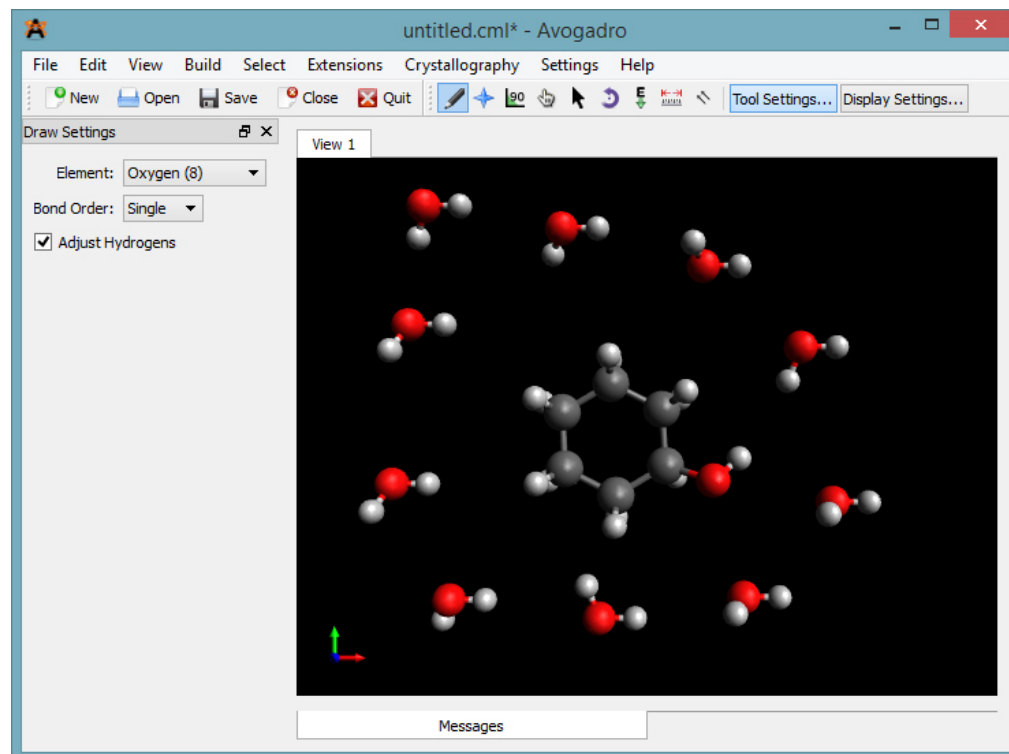 untitled.cml* - Avogadro
File Edit View Build Select Extensions Crystallography Settings Help
New Open Save Close Quit 90 E H H Tool Settings... Display Settings...
Draw Settings
View 1
Element: Oxygen (8)
Bond Order: Single
Adjust Hydrogens
Messages